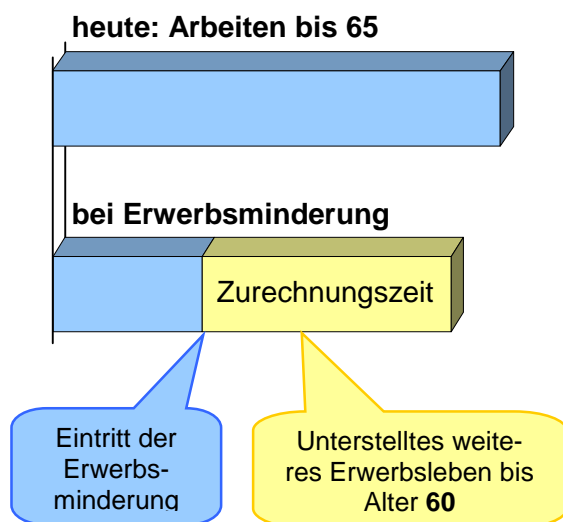 heute: Arbeiten bis 65
bei Erwerbsminderung
Zurechnungszeit
Eintritt der
Erwerbs-
minderung
Unterstelltes weite-
res Erwerbsleben bis
Alter 60